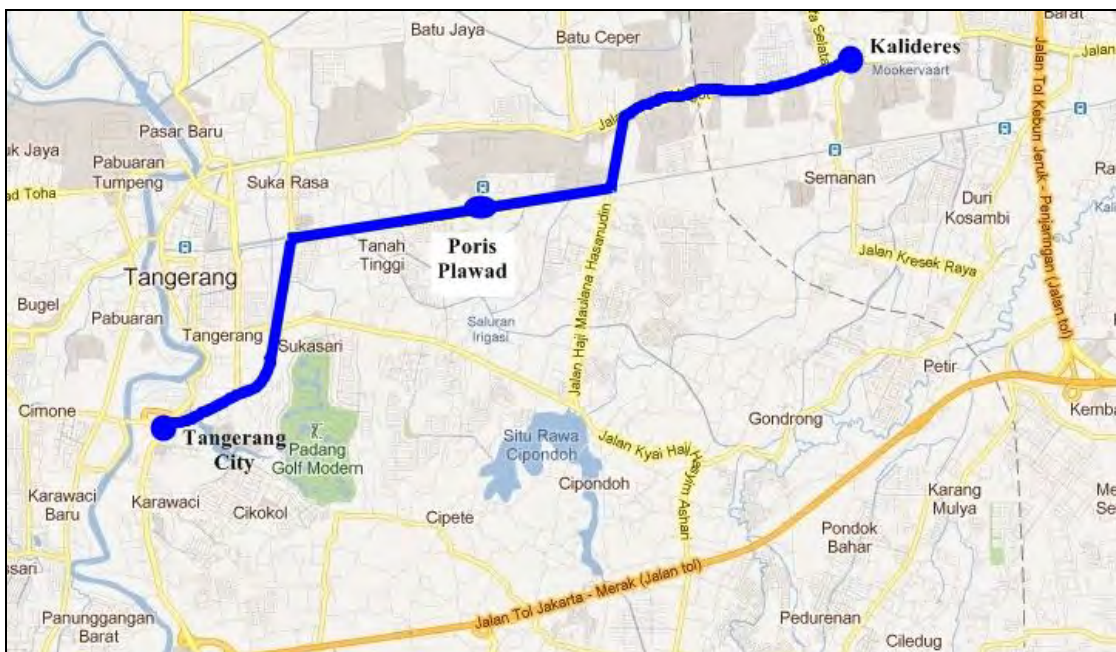 Batu Jaya
Batu Ceper
Barat
Kalideres
Mookervaart
Pasar Baru
Jaya
Pabuaran
Tumpeng
Suka Rasa
Toha
Semanan
Duri
Kosambi
Jalan Tol Kebun Jeruk - Penjaringan (Jalan tol)
Poris
Plawad
Tanah
Tinggi
Jalan Haji Maulana Hasanudin
Jalan Kresek Raya
Tangerang
Bugel
Pabuaran
Saluran
Irigasi
Tangerang
Sukasari
Petir
Cimone
Tangerang
City
Padang
Golf Modern
Situ Rawa
Cipondoh
Gondrong
Jalan Kyai Haji Hasyim Ashari
Karawaci
Baru
Karawaci
Cikokol
Cipete
Cipondoh
Karang
Mulya
Pondok
Bahar
Jalan Tol Jakarta - Merak (Jalan tol)
Panunggangan
Barat
Pedurenan
Ciledug